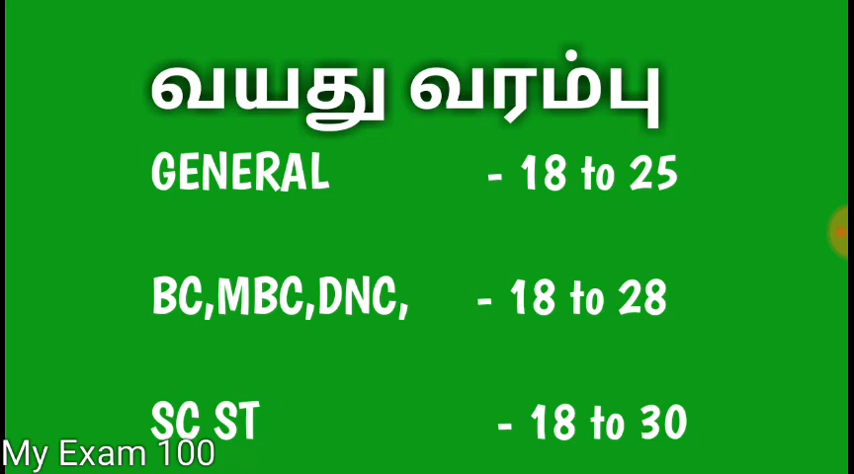 வயது வரம்பு
GENERAL - 18 to 25
BC,MBC,DNC, - 18 to 28
SC ST - 18 to 30
My Exam 100